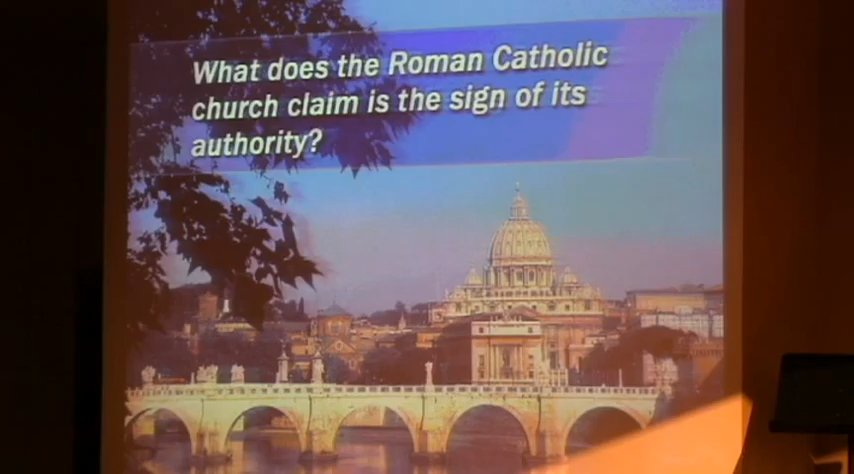 What does the Roman Catholic
church claim is the sign of its
authority?